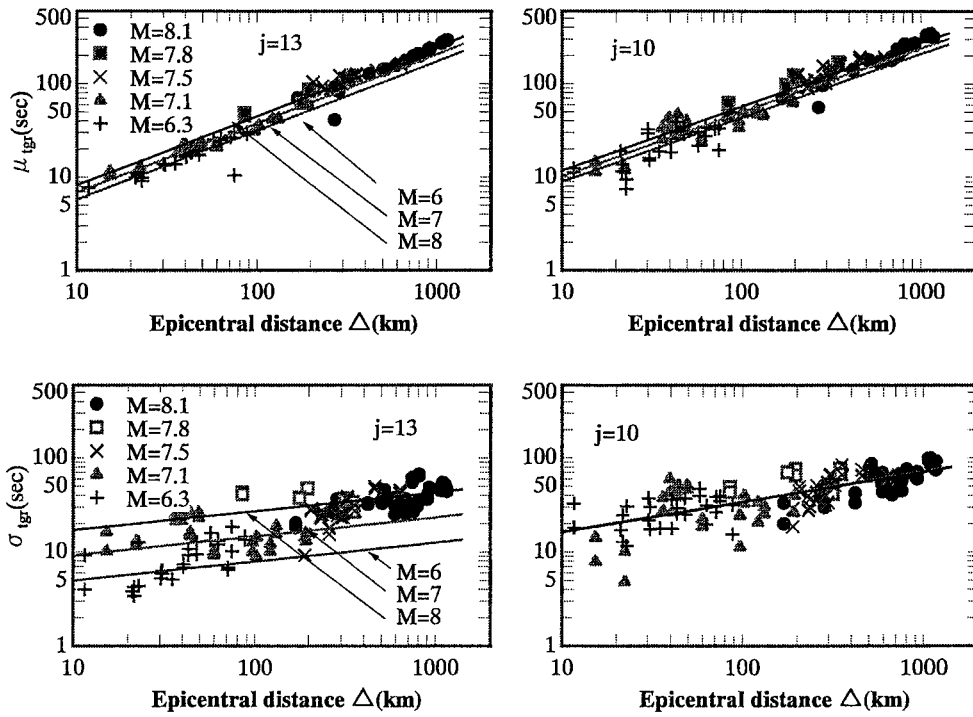 500
100
50
10
5
1
μtgr(sec)
M=8.1
M=7.8
M=7.5
M=7.1
M=6.3
j=13
M=6
M=7
M=8
10 100 1000
Epicentral distance △(km)
500
100
50
10
5
1
j=10
10 100 1000
Epicentral distance △(km)
500
100
50
10
5
1
σtgr(sec)
M=8.1
M=7.8
M=7.5
M=7.1
M=6.3
j=13
M=6
M=7
M=8
10 100 1000
Epicentral distance △(km)
500
100
50
10
5
1
j=10
10 100 1000
Epicentral distance △(km)